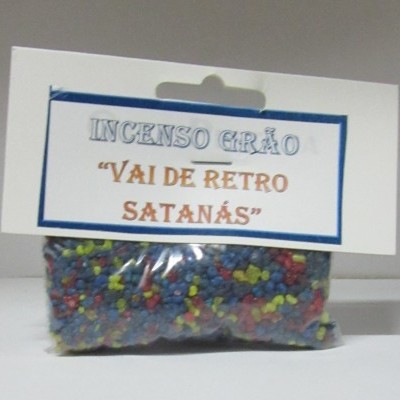 INCENSO GRÃO
"VAI DE RETRO
SATANÁS"